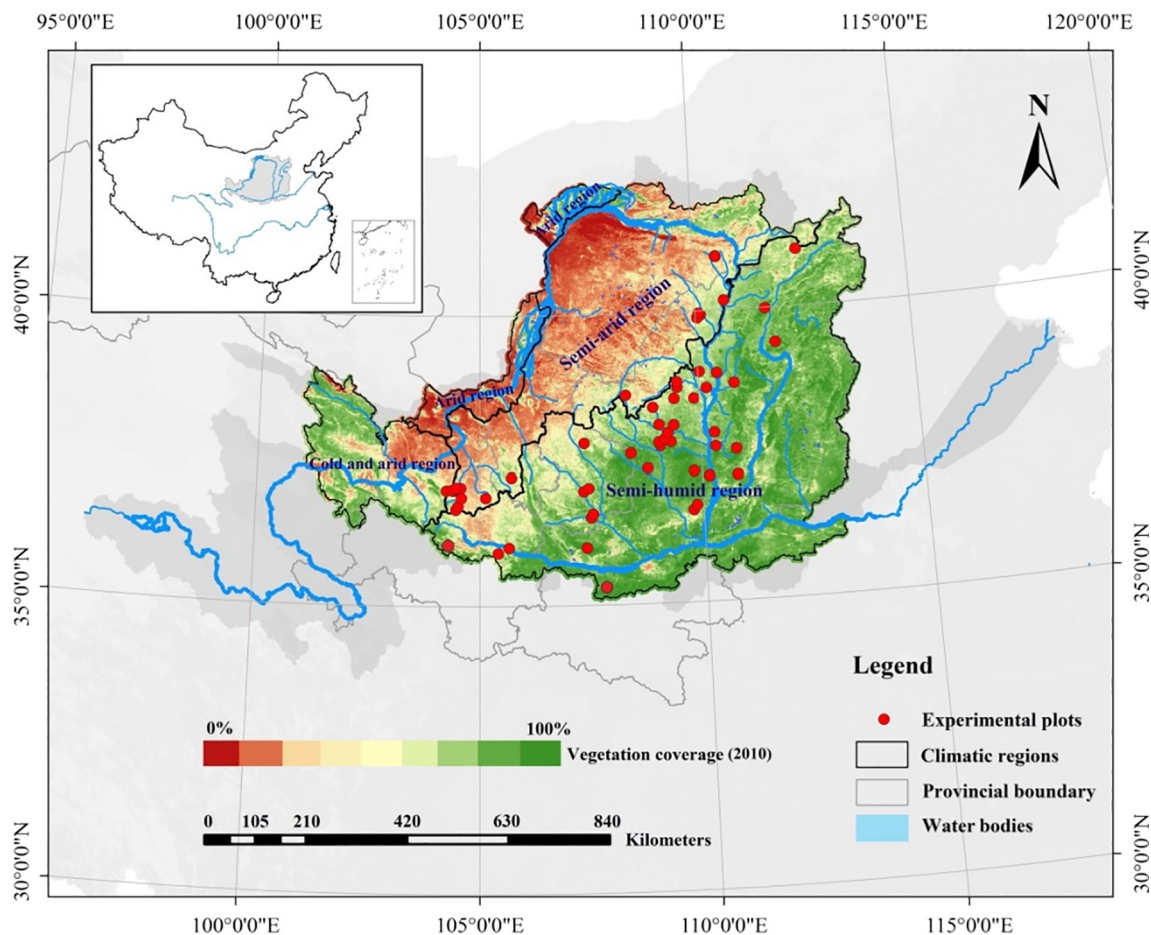 95°0'0"E 100°0'0"E 105°0'0"E 110°0'0"E 115°0'0"E 120°0'0"E
N
40°0'0"N
35°0'0"N
30°0'0"N
40°0'0"N
35°0'0"N
30°0'0"N
Arid region
Semi-arid region
Arid region
Cold and arid region
Semi-humid region
Legend
Experimental plots
Climatic regions
Provincial boundary
Water bodies
0% 100%
Vegetation coverage (2010)
0 105 210 420 630 840
Kilometers
100°0'0"E 105°0'0"E 110°0'0"E 115°0'0"E